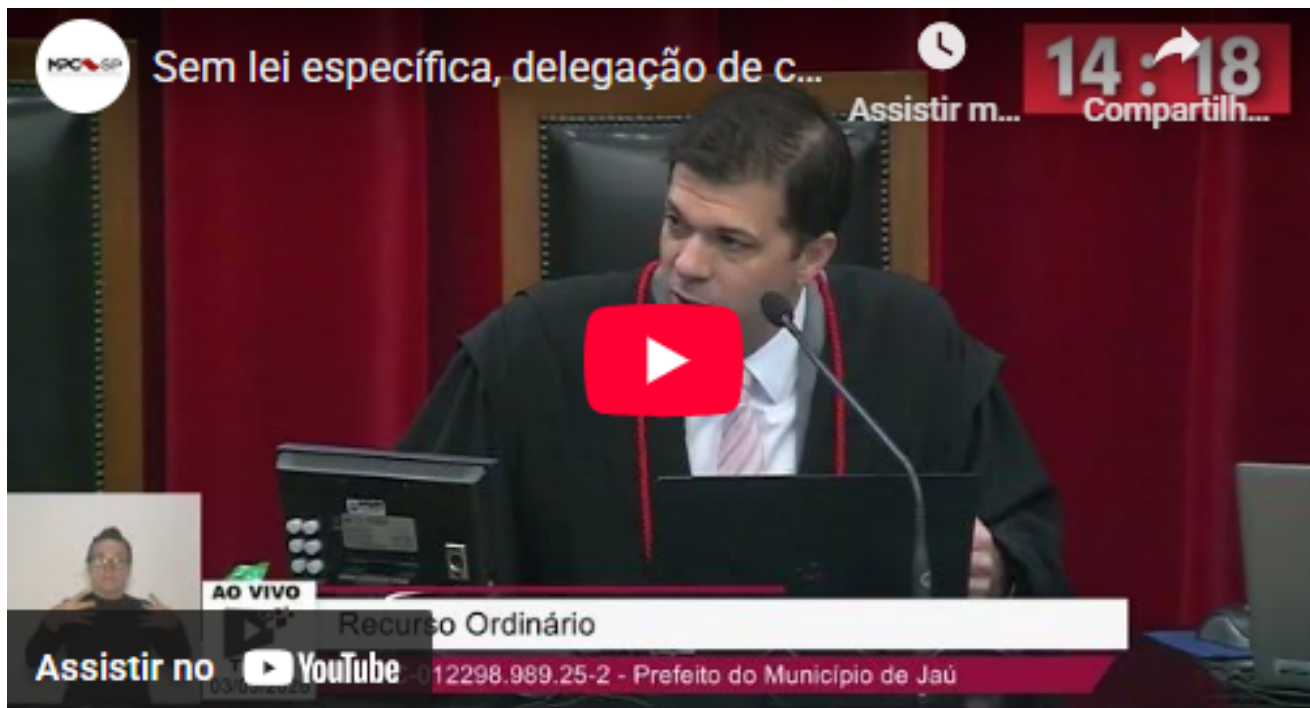 MPC SP
Sem lei específica, delegação de c...
14:18
Assistir m...
Compartilh...
AO VIVO
Recurso Ordinário
012298.989.25-2 - Prefeito do Município de Jaú
Assistir no YouTube